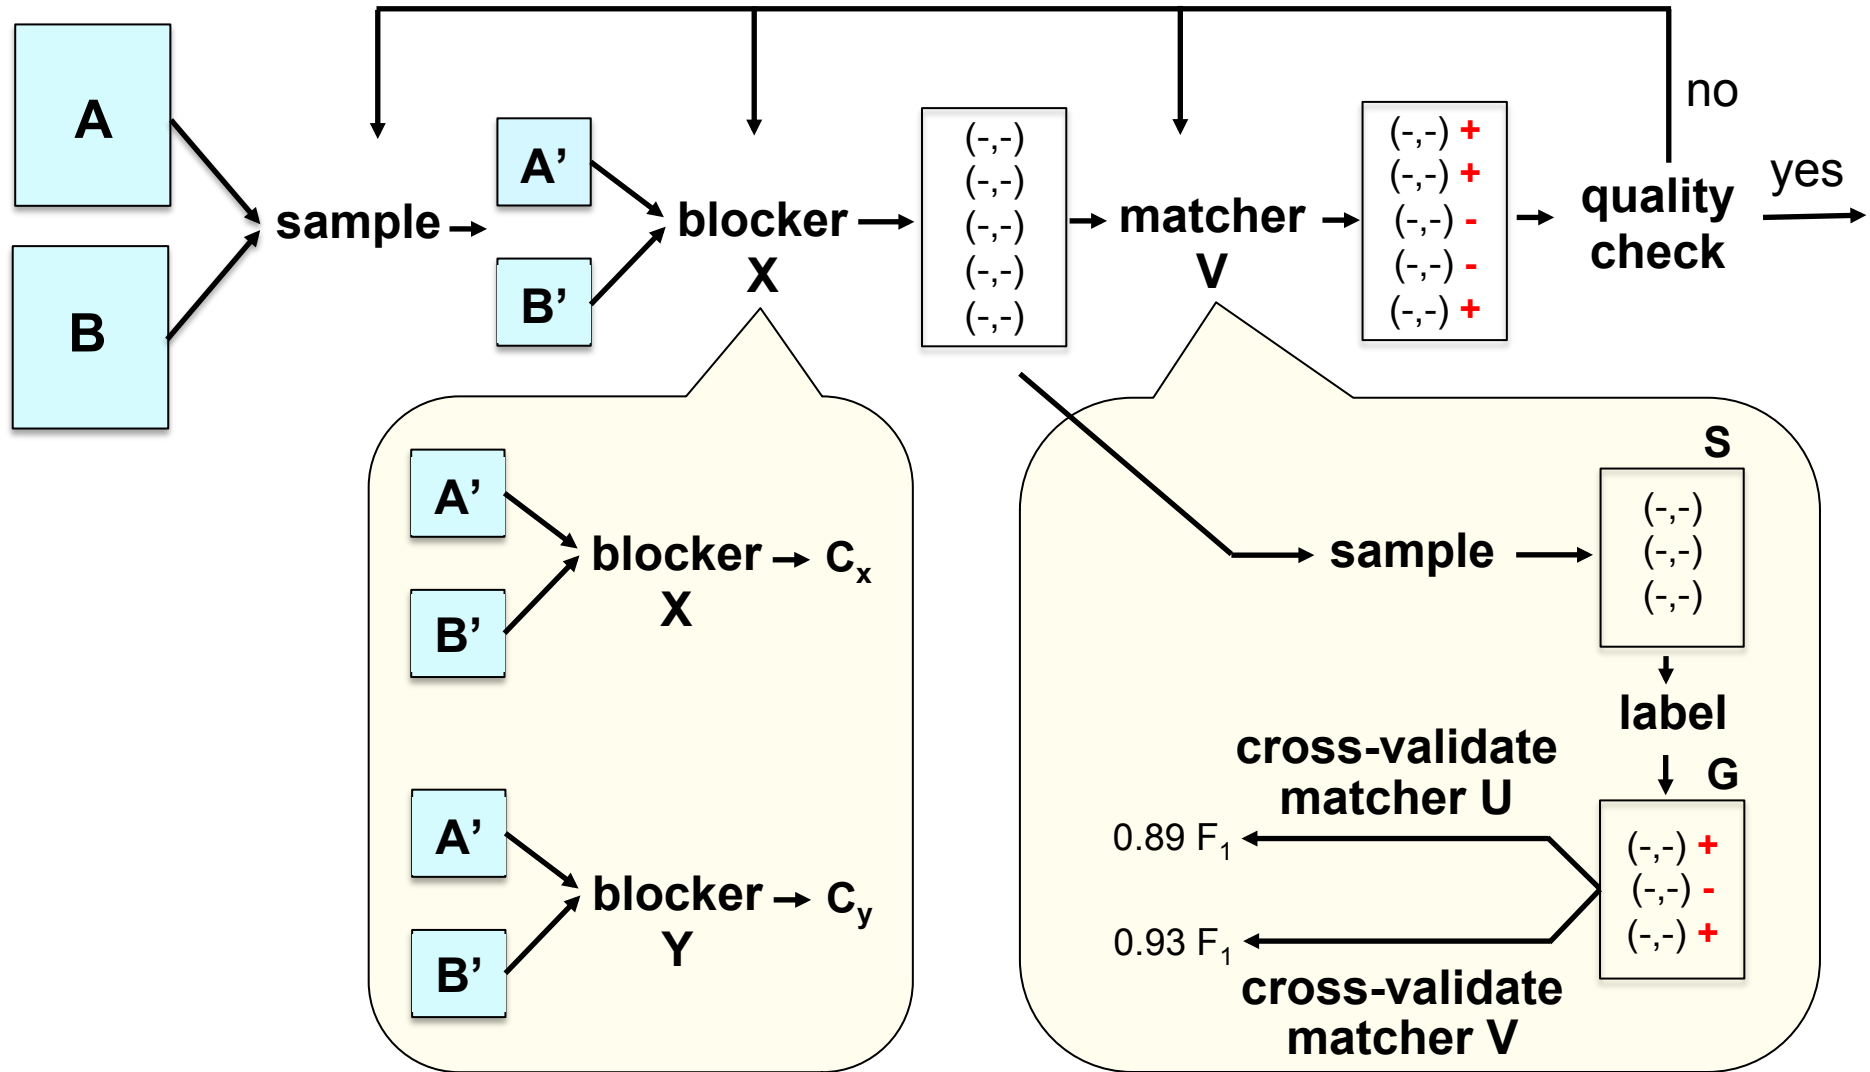 A
B
sample
A’
B’
blocker
X
(-,-)
(-,-)
(-,-)
(-,-)
(-,-)
matcher
V
(-,-) +
(-,-) +
(-,-) -
(-,-) -
(-,-) +
quality
check
no
yes
A’
B’
blocker
X
Cx
A’
B’
blocker
Y
Cy
sample
S
(-,-)
(-,-)
(-,-)
label
G
(-,-) +
(-,-) -
(-,-) +
cross-validate
matcher U
0.89 F1
0.93 F1
cross-validate
matcher V